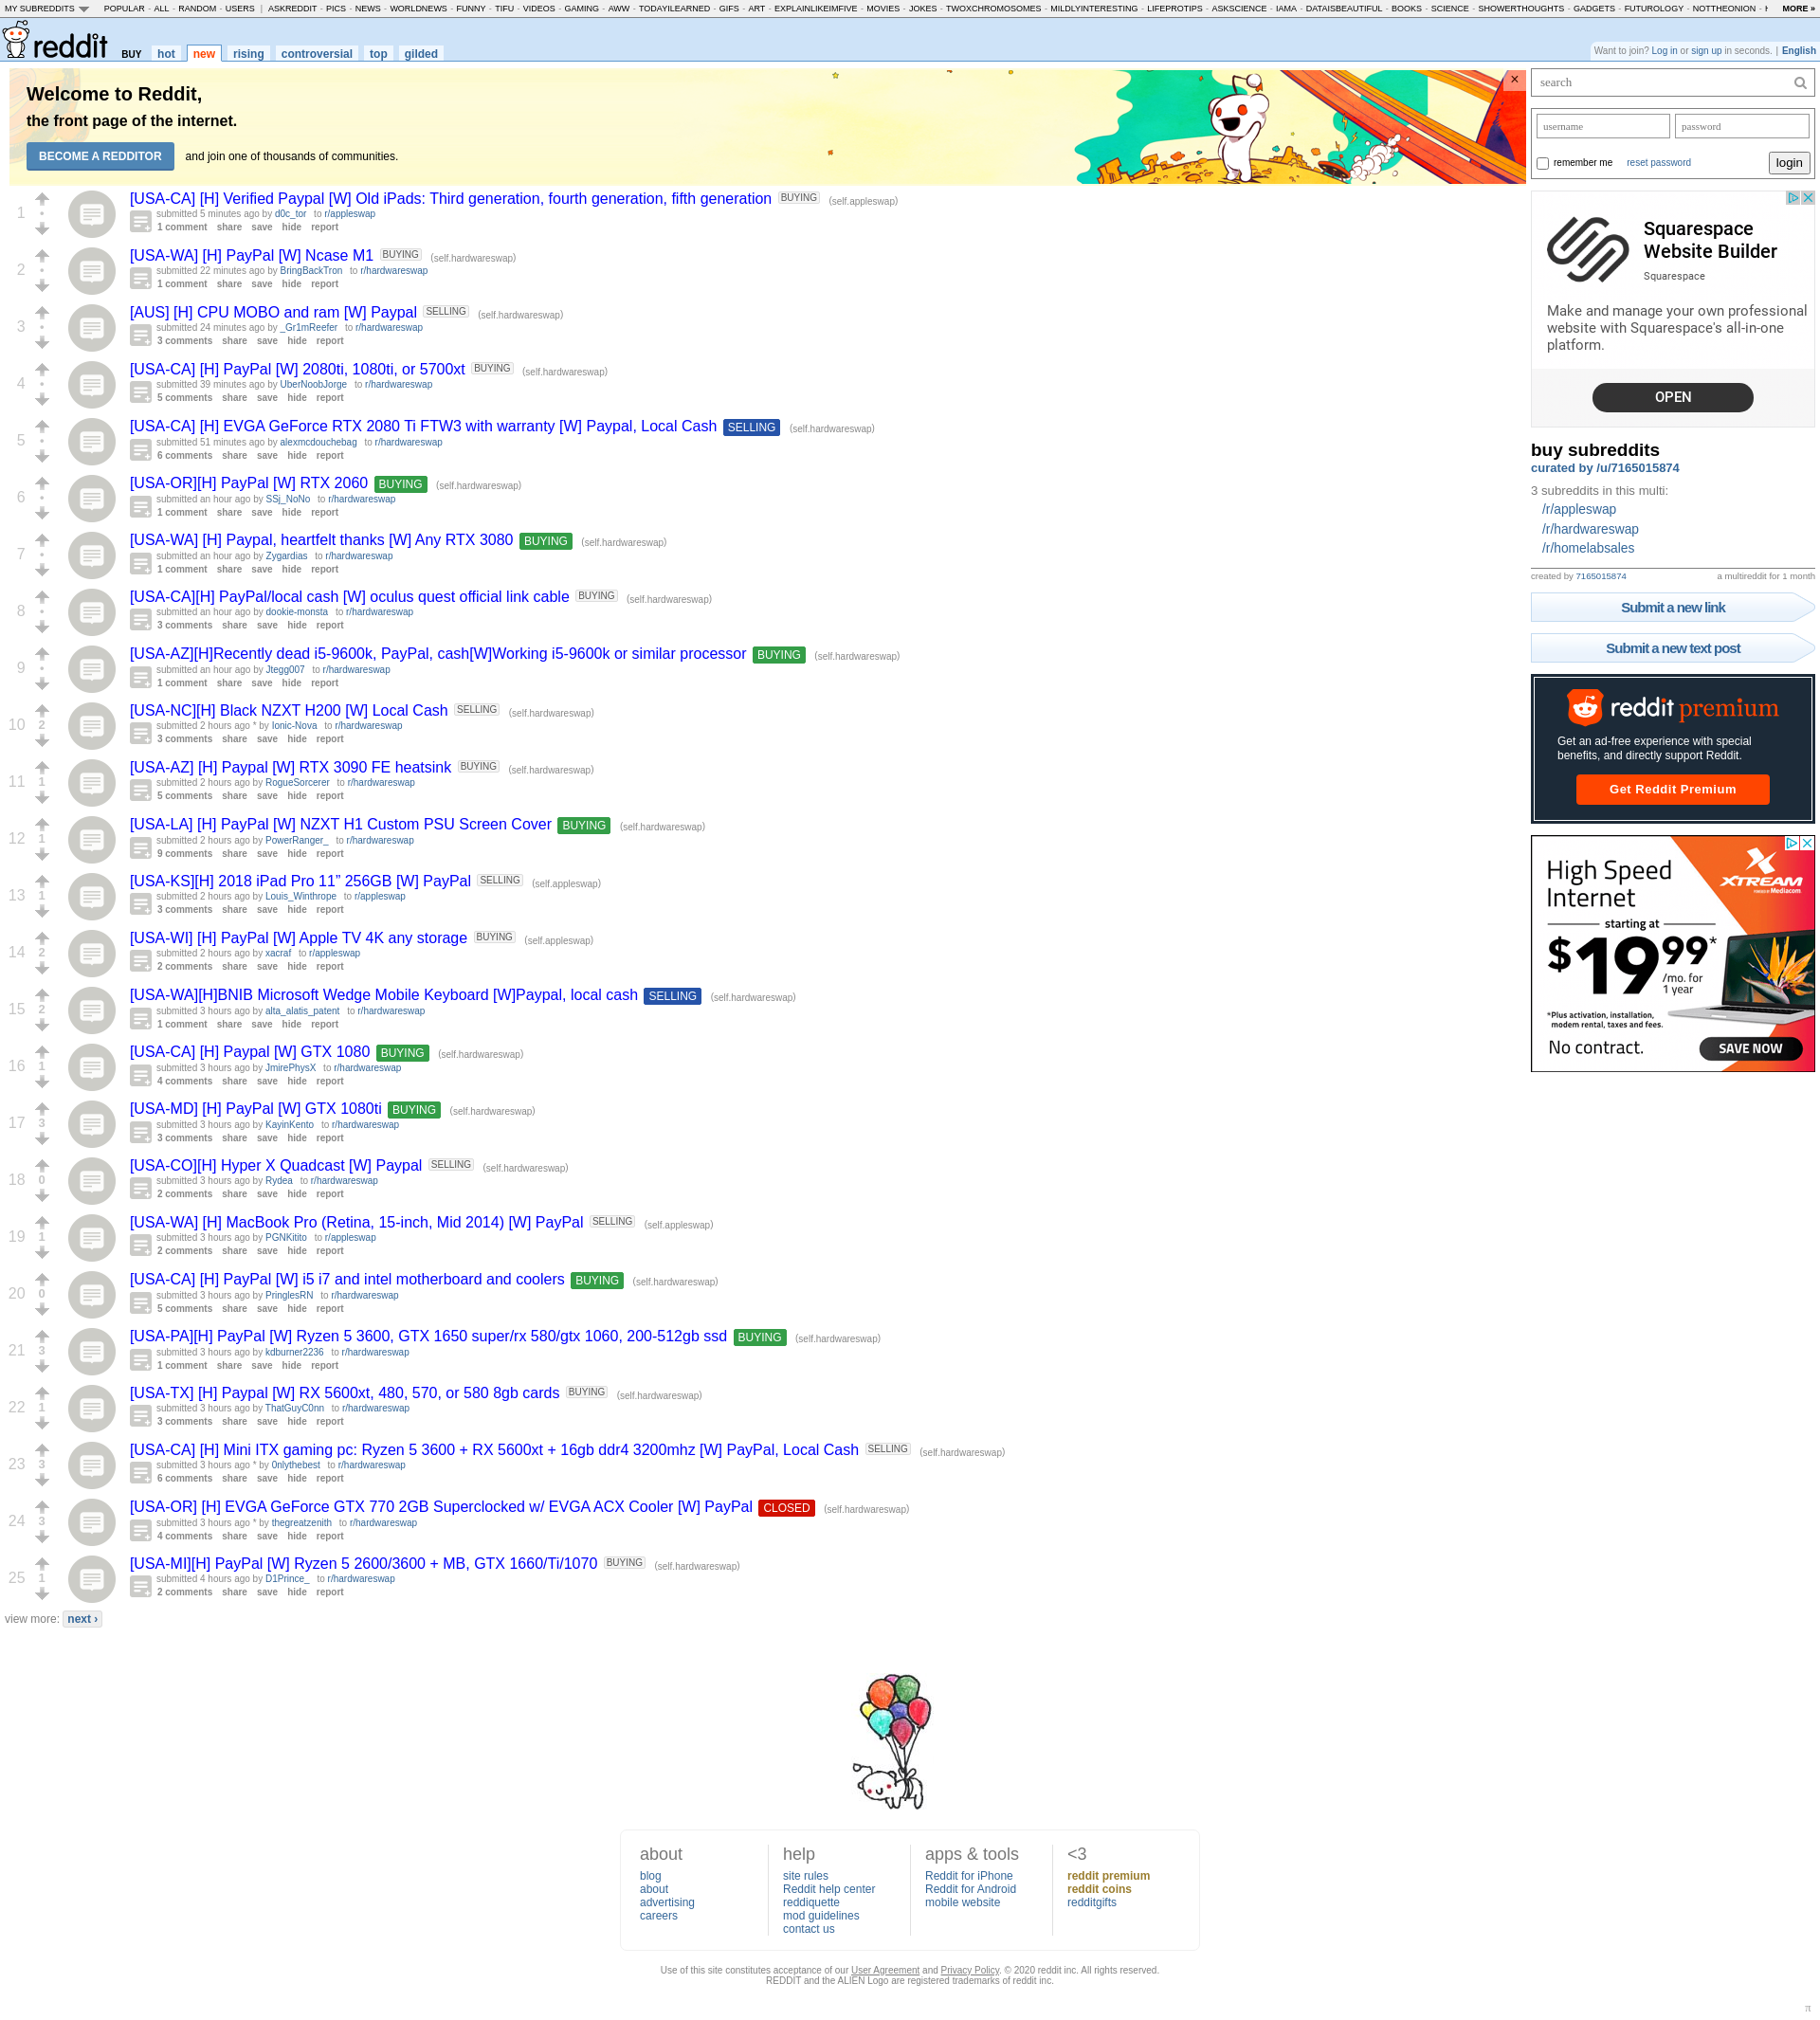 MY SUBREDDITS POPULAR - ALL - RANDOM - USERS | ASKREDDIT - PICS - NEWS - WORLDNEWS - FUNNY - TIFU - VIDEOS - GAMING - AWW - TODAYILEARNED - GIFS - ART - EXPLAINLIKEIMFIVE - MOVIES - JOKES - TWOXCHROMOSOMES - MILDLYINTERESTING - LIFEPROTIPS - ASKSCIENCE - IAMA - DATAISBEAUTIFUL - BOOKS - SCIENCE - SHOWERTHOUGHTS - GADGETS - FUTUROLOGY - NOTTHEONION - MORE »
reddit BUY hot new rising controversial top gilded
Want to join? Log in or sign up in seconds. | English
Welcome to Reddit,
the front page of the internet.
BECOME A REDDITOR and join one of thousands of communities.
×
1 [USA-CA] [H] Verified Paypal [W] Old iPads: Third generation, fourth generation, fifth generation BUYING (self.appleswap)
submitted 5 minutes ago by d0c_tor to r/appleswap
1 comment share save hide report
2 [USA-WA] [H] PayPal [W] Ncase M1 BUYING (self.hardwareswap)
submitted 22 minutes ago by BringBackTron to r/hardwareswap
1 comment share save hide report
3 [AUS] [H] CPU MOBO and ram [W] Paypal SELLING (self.hardwareswap)
submitted 24 minutes ago by _Gr1mReefer to r/hardwareswap
3 comments share save hide report
4 [USA-CA] [H] PayPal [W] 2080ti, 1080ti, or 5700xt BUYING (self.hardwareswap)
submitted 39 minutes ago by UberNoobJorge to r/hardwareswap
5 comments share save hide report
5 [USA-CA] [H] EVGA GeForce RTX 2080 Ti FTW3 with warranty [W] Paypal, Local Cash SELLING (self.hardwareswap)
submitted 51 minutes ago by alexmcdouchebag to r/hardwareswap
6 comments share save hide report
6 [USA-OR][H] PayPal [W] RTX 2060 BUYING (self.hardwareswap)
submitted an hour ago by SSj_NoNo to r/hardwareswap
1 comment share save hide report
7 [USA-WA] [H] Paypal, heartfelt thanks [W] Any RTX 3080 BUYING (self.hardwareswap)
submitted an hour ago by Zygardias to r/hardwareswap
1 comment share save hide report
8 [USA-CA][H] PayPal/local cash [W] oculus quest official link cable BUYING (self.hardwareswap)
submitted an hour ago by dookie-monsta to r/hardwareswap
3 comments share save hide report
9 [USA-AZ][H]Recently dead i5-9600k, PayPal, cash[W]Working i5-9600k or similar processor BUYING (self.hardwareswap)
submitted an hour ago by Jtegg007 to r/hardwareswap
1 comment share save hide report
10 2 [USA-NC][H] Black NZXT H200 [W] Local Cash SELLING (self.hardwareswap)
submitted 2 hours ago * by Ionic-Nova to r/hardwareswap
3 comments share save hide report
11 1 [USA-AZ] [H] Paypal [W] RTX 3090 FE heatsink BUYING (self.hardwareswap)
submitted 2 hours ago by RogueSorcerer to r/hardwareswap
5 comments share save hide report
12 1 [USA-LA] [H] PayPal [W] NZXT H1 Custom PSU Screen Cover BUYING (self.hardwareswap)
submitted 2 hours ago by PowerRanger_ to r/hardwareswap
9 comments share save hide report
13 1 [USA-KS][H] 2018 iPad Pro 11” 256GB [W] PayPal SELLING (self.appleswap)
submitted 2 hours ago by Louis_Winthrope to r/appleswap
3 comments share save hide report
14 2 [USA-WI] [H] PayPal [W] Apple TV 4K any storage BUYING (self.appleswap)
submitted 2 hours ago by xacraf to r/appleswap
2 comments share save hide report
15 2 [USA-WA][H]BNIB Microsoft Wedge Mobile Keyboard [W]Paypal, local cash SELLING (self.hardwareswap)
submitted 3 hours ago by alta_alatis_patent to r/hardwareswap
1 comment share save hide report
16 1 [USA-CA] [H] Paypal [W] GTX 1080 BUYING (self.hardwareswap)
submitted 3 hours ago by JmirePhysX to r/hardwareswap
4 comments share save hide report
17 3 [USA-MD] [H] PayPal [W] GTX 1080ti BUYING (self.hardwareswap)
submitted 3 hours ago by KayinKento to r/hardwareswap
3 comments share save hide report
18 0 [USA-CO][H] Hyper X Quadcast [W] Paypal SELLING (self.hardwareswap)
submitted 3 hours ago by Rydea to r/hardwareswap
2 comments share save hide report
19 1 [USA-WA] [H] MacBook Pro (Retina, 15-inch, Mid 2014) [W] PayPal SELLING (self.appleswap)
submitted 3 hours ago by PGNKitito to r/appleswap
2 comments share save hide report
20 0 [USA-CA] [H] PayPal [W] i5 i7 and intel motherboard and coolers BUYING (self.hardwareswap)
submitted 3 hours ago by PringlesRN to r/hardwareswap
5 comments share save hide report
21 3 [USA-PA][H] PayPal [W] Ryzen 5 3600, GTX 1650 super/rx 580/gtx 1060, 200-512gb ssd BUYING (self.hardwareswap)
submitted 3 hours ago by kdburner2236 to r/hardwareswap
1 comment share save hide report
22 1 [USA-TX] [H] Paypal [W] RX 5600xt, 480, 570, or 580 8gb cards BUYING (self.hardwareswap)
submitted 3 hours ago by ThatGuyC0nn to r/hardwareswap
3 comments share save hide report
23 3 [USA-CA] [H] Mini ITX gaming pc: Ryzen 5 3600 + RX 5600xt + 16gb ddr4 3200mhz [W] PayPal, Local Cash SELLING (self.hardwareswap)
submitted 3 hours ago * by 0nlythebest to r/hardwareswap
6 comments share save hide report
24 3 [USA-OR] [H] EVGA GeForce GTX 770 2GB Superclocked w/ EVGA ACX Cooler [W] PayPal CLOSED (self.hardwareswap)
submitted 3 hours ago * by thegreatzenith to r/hardwareswap
4 comments share save hide report
25 1 [USA-MI][H] PayPal [W] Ryzen 5 2600/3600 + MB, GTX 1660/Ti/1070 BUYING (self.hardwareswap)
submitted 4 hours ago by D1Prince_ to r/hardwareswap
2 comments share save hide report
view more: next ›
search
username password
remember me reset password login
Squarespace
Website Builder
Squarespace
Make and manage your own professional
website with Squarespace's all-in-one
platform.
OPEN
buy subreddits
curated by /u/7165015874
3 subreddits in this multi:
/r/appleswap
/r/hardwareswap
/r/homelabsales
created by 7165015874 a multireddit for 1 month
Submit a new link
Submit a new text post
reddit premium
Get an ad-free experience with special
benefits, and directly support Reddit.
Get Reddit Premium
High Speed
Internet
XTREAM
POWERED BY Mediacom
starting at
$19 99*
/mo. for
1 year
*Plus activation, installation,
modem rental, taxes and fees.
No contract. SAVE NOW
about
blog
about
advertising
careers
help
site rules
Reddit help center
reddiquette
mod guidelines
contact us
apps & tools
Reddit for iPhone
Reddit for Android
mobile website
<3
reddit premium
reddit coins
redditgifts
Use of this site constitutes acceptance of our User Agreement and Privacy Policy. © 2020 reddit inc. All rights reserved.
REDDIT and the ALIEN Logo are registered trademarks of reddit inc.
π